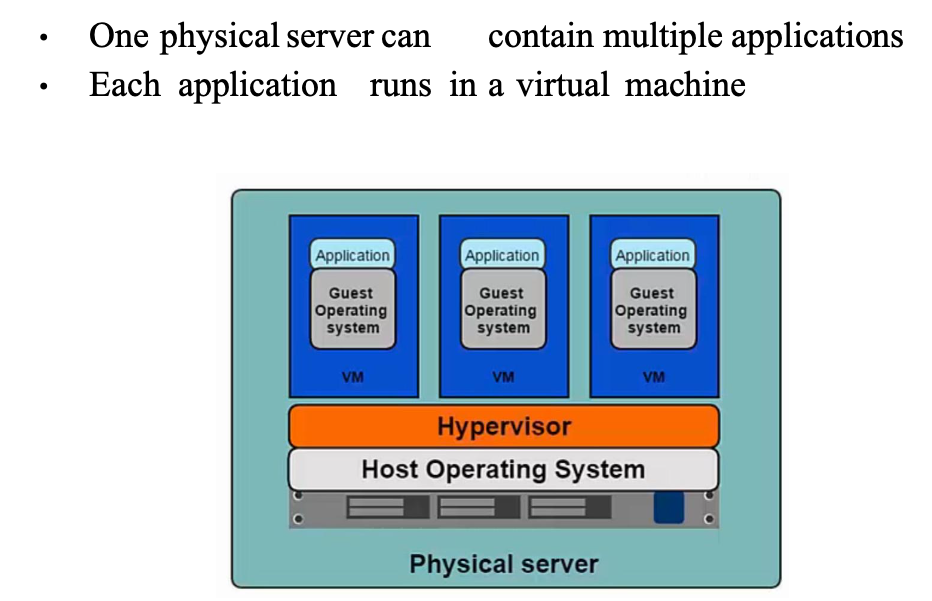 • One physical server can contain multiple applications
• Each application runs in a virtual machine
Application
Guest
Operating
system
VM
Application
Guest
Operating
system
VM
Application
Guest
Operating
system
VM
Hypervisor
Host Operating System
Physical server